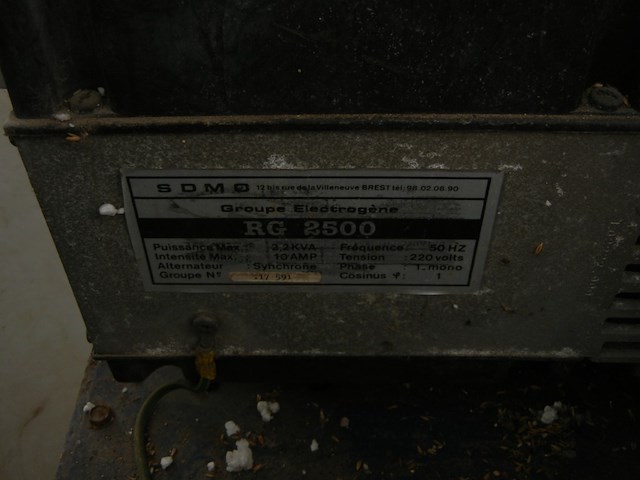 SDMO 12 bis rue de la Villeneuve BREST tél: 98.02.06.90
Groupe Electrogène
RG 2500
Puissance Max. : 2,2 KVA Fréquence : 50 HZ
Intensité Max. : 10 AMP Tension : 220 volts
Alternateur : Synchrone Phase : 1. mono
Groupe N° Cosinus φ : 1